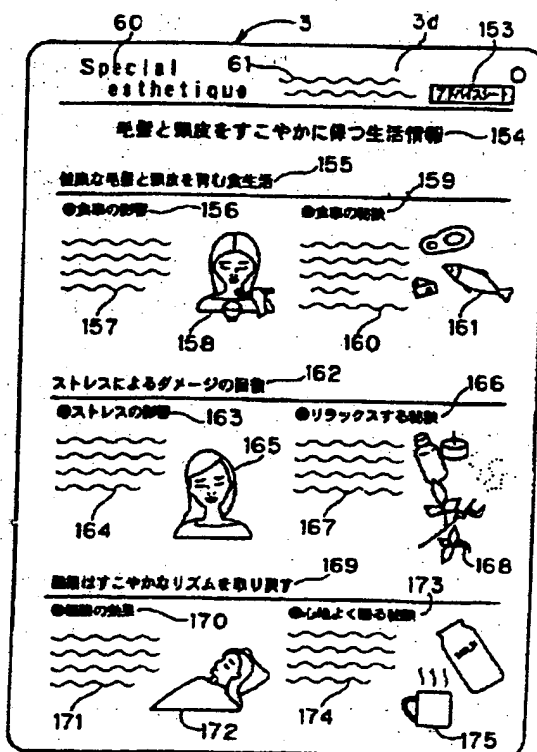 60 3 3d 153
Special 61
esthetique アドバイスシート
毛髪と頭皮をすこやかに保つ生活情報 154
155
健康な毛髪と頭皮を育む食生活 159
●食事の影響 156 ●食事の秘訣
157 158 160 161
ストレスによるダメージの回復 162 166
●ストレスの影響 163 ●リラックスする秘訣
165
164 167 168
睡眠はすこやかなリズムを取り戻す 169
173
●睡眠の効果 170 ●心地よく眠る秘訣
MILK
171 172 174 175